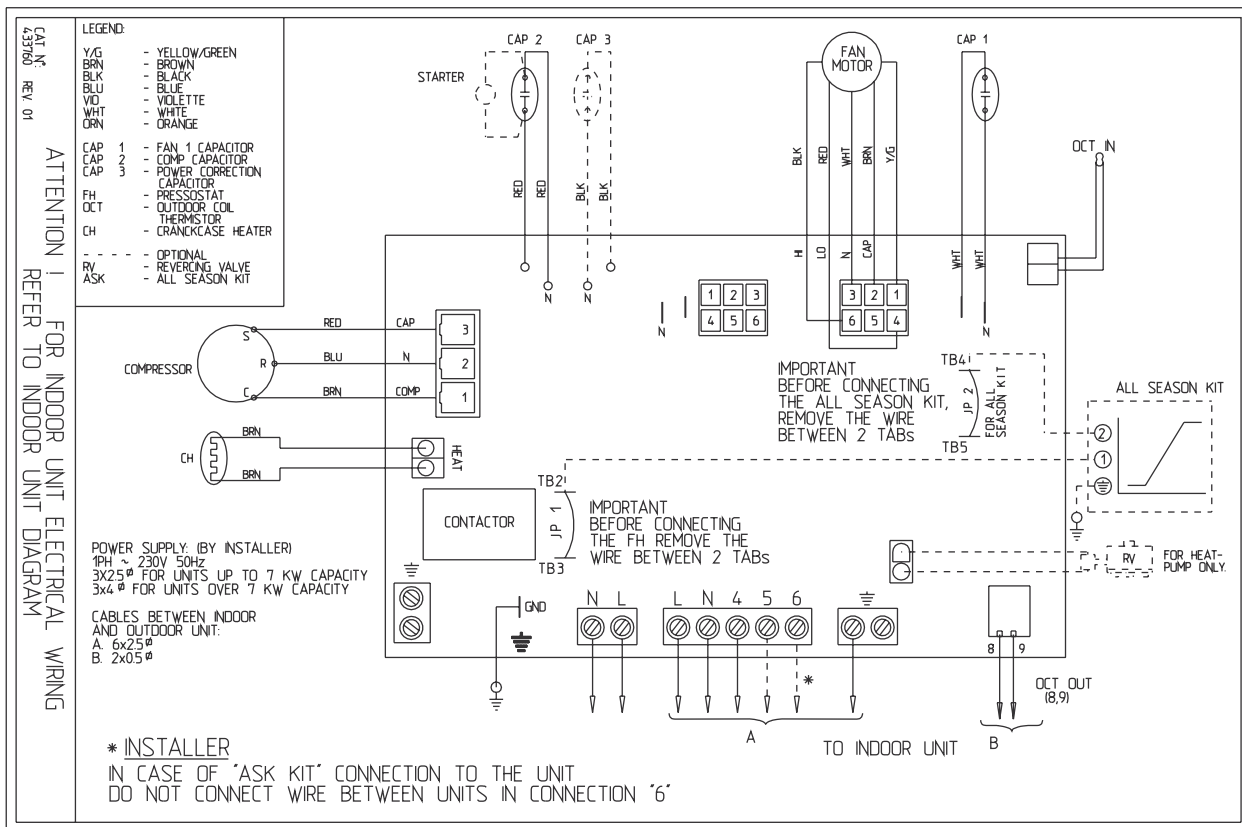 CAT Nº:
433760 REV. 01
ATTENTION ! FOR INDOOR UNIT ELECTRICAL WIRING
REFER TO INDOOR UNIT DIAGRAM
LEGEND:
Y/G - YELLOW/GREEN
BRN - BROWN
BLK - BLACK
BLU - BLUE
VIO - VIOLETTE
WHT - WHITE
ORN - ORANGE
CAP 1 - FAN 1 CAPACITOR
CAP 2 - COMP CAPACITOR
CAP 3 - POWER CORRECTION
CAPACITOR
FH - PRESSOSTAT
OCT - OUTDOOR COIL
THERMISTOR
CH - CRANCKCASE HEATER
- - - - - OPTIONAL
RV - REVERCING VALVE
ASK - ALL SEASON KIT
CAP 2
CAP 3
STARTER
RED
RED
BLK
BLK
N
N
FAN
MOTOR
BLK
RED
WHT
BRN
Y/G
HI
LO
N
CAP
CAP 1
WHT
WHT
N
OCT IN
N
1 2 3
4 5 6
3 2 1
6 5 4
COMPRESSOR
S
R
C
RED CAP 3
BLU N 2
BRN COMP 1
CH
BRN
BRN
HEAT
CONTACTOR
TB2
JP 1
TB3
IMPORTANT
BEFORE CONNECTING
THE FH REMOVE THE
WIRE BETWEEN 2 TABs
IMPORTANT
BEFORE CONNECTING
THE ALL SEASON KIT,
REMOVE THE WIRE
BETWEEN 2 TABs
TB4
JP 2
FOR ALL
SEASON KIT
TB5
ALL SEASON KIT
2
1
RV
FOR HEAT-
PUMP ONLY.
POWER SUPPLY: (BY INSTALLER)
1PH ~ 230V 50Hz
3X2.5ø FOR UNITS UP TO 7 KW CAPACITY
3x4ø FOR UNITS OVER 7 KW CAPACITY
CABLES BETWEEN INDOOR
AND OUTDOOR UNIT:
A. 6x2.5ø
B. 2x0.5ø
GND
N L
L N 4 5 6
*
8 9
OCT OUT
(8,9)
A
TO INDOOR UNIT
B
* INSTALLER
IN CASE OF "ASK KIT" CONNECTION TO THE UNIT
DO NOT CONNECT WIRE BETWEEN UNITS IN CONNECTION "6"